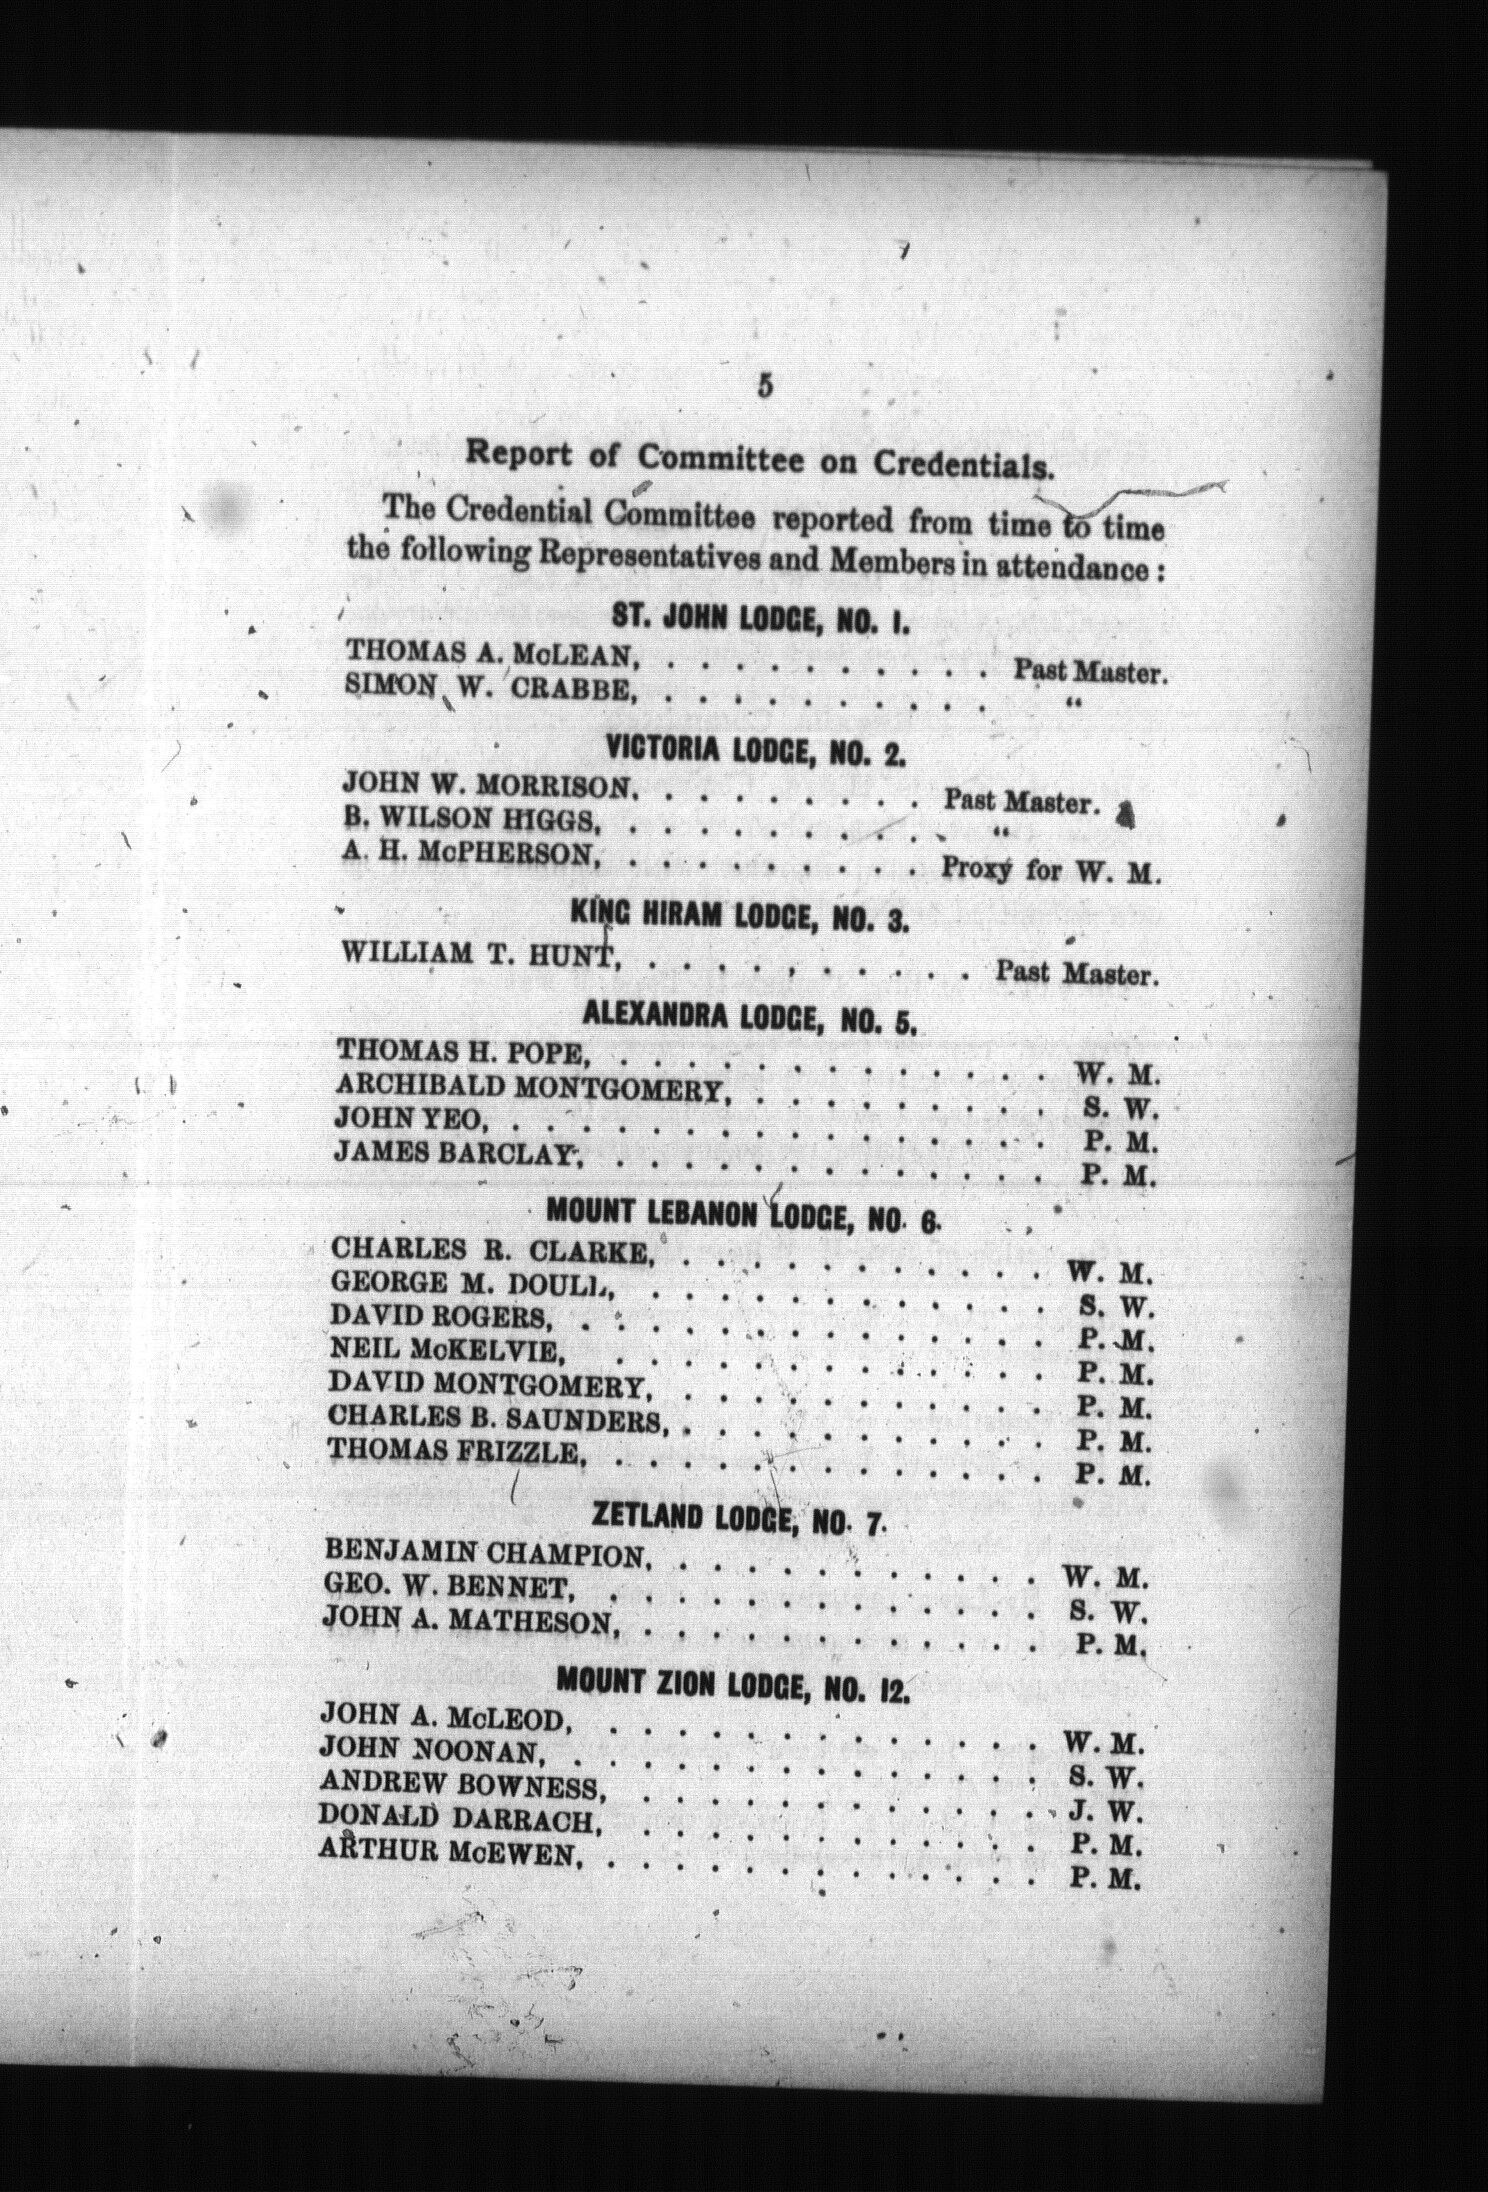 5
Report of Committee on Credentials.
The Credential Committee reported from time to time
the following Representatives and Members in attendance :
ST. JOHN LODGE, NO. 1.
THOMAS A. McLEAN, . . . . . . . . . . Past Master.
SIMON W. CRABBE, . . . . . . . . . . “
VICTORIA LODGE, NO. 2.
JOHN W. MORRISON, . . . . . . . . Past Master.
B. WILSON HIGGS, . . . . . . . . . . “
A. H. McPHERSON, . . . . . . . . . Proxy for W. M.
KING HIRAM LODGE, NO. 3.
WILLIAM T. HUNT, . . . . , . . . . . Past Master.
ALEXANDRA LODGE, NO. 5.
THOMAS H. POPE, . . . . . . . . . . . . . W. M.
ARCHIBALD MONTGOMERY, . . . . . . . . . S. W.
JOHN YEO, . . . . . . . . . . . . . . . . P. M.
JAMES BARCLAY, . . . . . . . . . . . . . P. M.
MOUNT LEBANON LODGE, NO. 6.
CHARLES R. CLARKE, . . . . . . . . . . . W. M.
GEORGE M. DOULL, . . . . . . . . . . . . S. W.
DAVID ROGERS, . . . . . . . . . . . . . . P. M.
NEIL McKELVIE, . . . . . . . . . . . . . P. M.
DAVID MONTGOMERY, . . . . . . . . . . . P. M.
CHARLES B. SAUNDERS, . . . . . . . . . . . P. M.
THOMAS FRIZZLE, . . . . . . . . . . . . . P. M.
ZETLAND LODGE, NO. 7.
BENJAMIN CHAMPION, . . . . . . . . . . . W. M.
GEO. W. BENNET, . . . . . . . . . . . . . S. W.
JOHN A. MATHESON, . . . . . . . . . . . . P. M.
MOUNT ZION LODGE, NO. 12.
JOHN A. McLEOD, . . . . . . . . . . . . . W. M.
JOHN NOONAN, . . . . . . . . . . . . . . S. W.
ANDREW BOWNESS, . . . . . . . . . . . . J. W.
DONALD DARRACH, . . . . . . . . . . . . P. M.
ARTHUR McEWEN, . . . . . . . . . . . . . P. M.